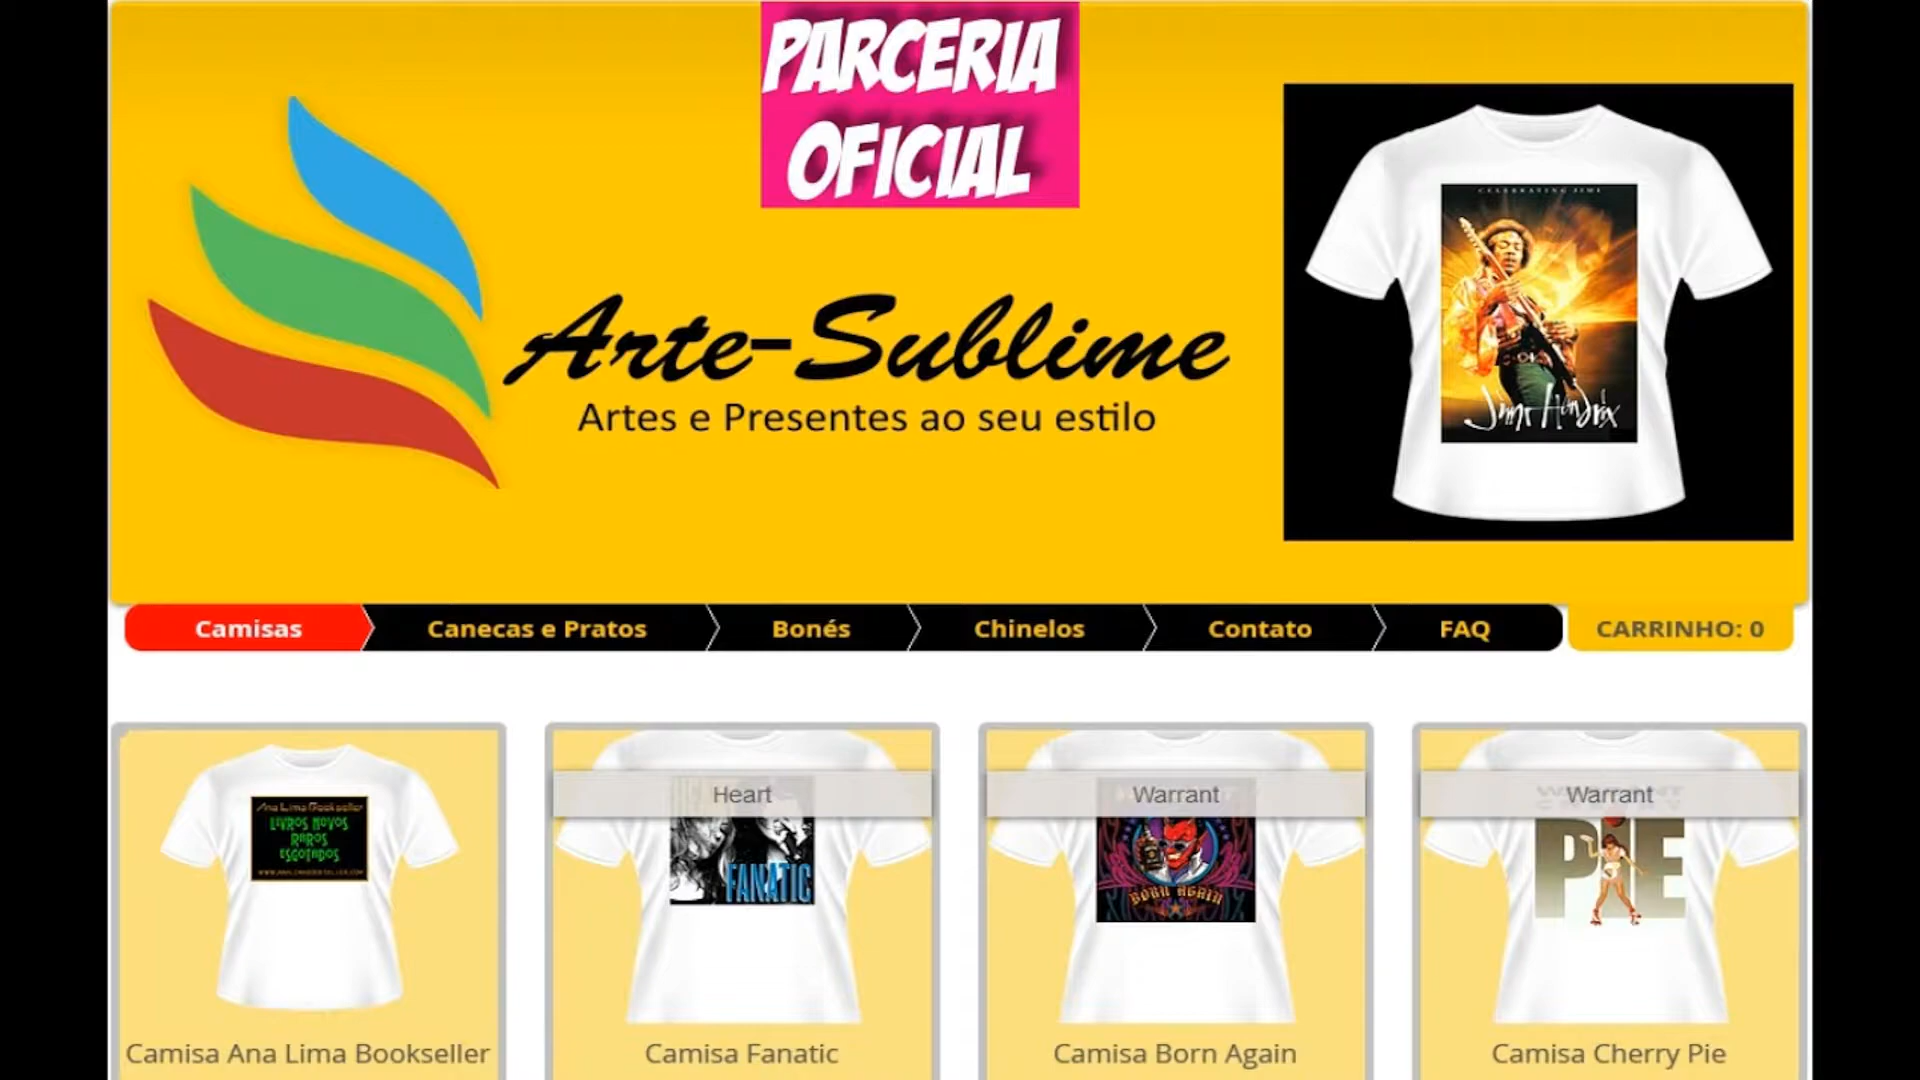 PARCERIA
OFICIAL
CELEBRATING JIMI
Jimi Hendrix
Arte-Sublime
Artes e Presentes ao seu estilo
Camisas
Canecas e Pratos
Bonés
Chinelos
Contato
FAQ
CARRINHO: 0
Ana Lima Bookseller
LIVROS NOVOS
RAROS
ESGOTADOS
Heart
FANATIC
Warrant
BORN AGAIN
Warrant
PIE
Camisa Ana Lima Bookseller
Camisa Fanatic
Camisa Born Again
Camisa Cherry Pie